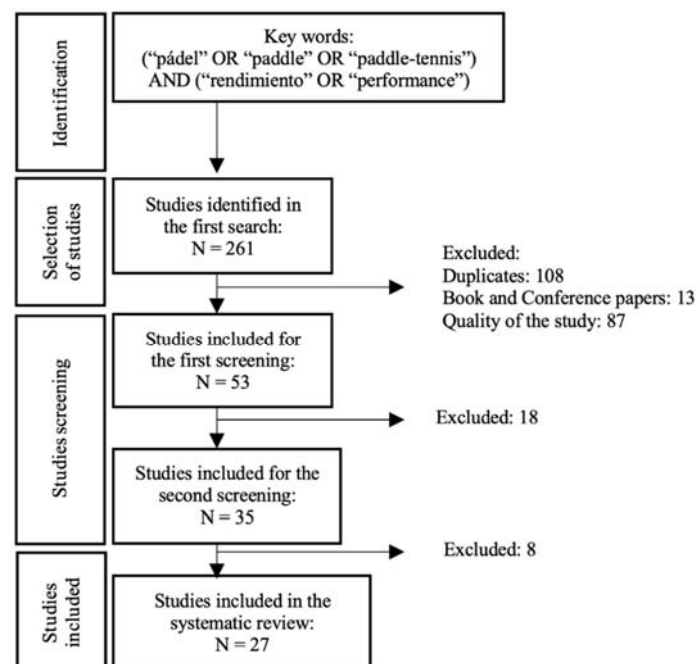 Identification
Key words:
(“pádel” OR “paddle” OR “paddle-tennis”)
AND (“rendimiento” OR “performance”)
Selection
of studies
Studies identified in
the first search:
N = 261
Excluded:
Duplicates: 108
Book and Conference papers: 13
Quality of the study: 87
Studies screening
Studies included for
the first screening:
N = 53
Excluded: 18
Studies included for the
second screening:
N = 35
Excluded: 8
Studies
included
Studies included in the
systematic review:
N = 27